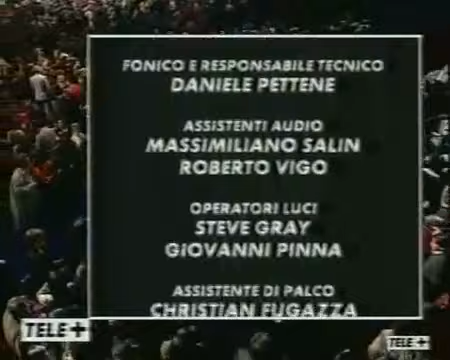 FONICO E RESPONSABILE TECNICO
DANIELE PETTENE
ASSISTENTI AUDIO
MASSIMILIANO SALIN
ROBERTO VIGO
OPERATORI LUCI
STEVE GRAY
GIOVANNI PINNA
ASSISTENTE DI PALCO
CHRISTIAN FUGAZZA
TELE+
TELE+